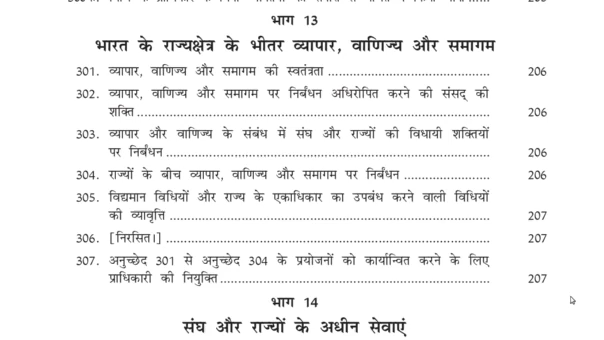 भाग 13
भारत के राज्यक्षेत्र के भीतर व्यापार, वाणिज्य और समागम
301. व्यापार, वाणिज्य और समागम की स्वतंत्रता ................................................ 206
302. व्यापार, वाणिज्य और समागम पर निर्बंधन अधिरोपित करने की संसद् की
शक्ति ........................................................................................................ 206
303. व्यापार और वाणिज्य के संबंध में संघ और राज्यों की विधायी शक्तियों
पर निर्बंधन ................................................................................................ 206
304. राज्यों के बीच व्यापार, वाणिज्य और समागम पर निर्बंधन ......................... 206
305. विद्यमान विधियों और राज्य के एकाधिकार का उपबंध करने वाली विधियों
की व्यावृत्ति ............................................................................................... 207
306. [निरसित।] ................................................................................................ 207
307. अनुच्छेद 301 से अनुच्छेद 304 के प्रयोजनों को कार्यान्वित करने के लिए
प्राधिकारी की नियुक्ति ................................................................................ 207
भाग 14
संघ और राज्यों के अधीन सेवाएं